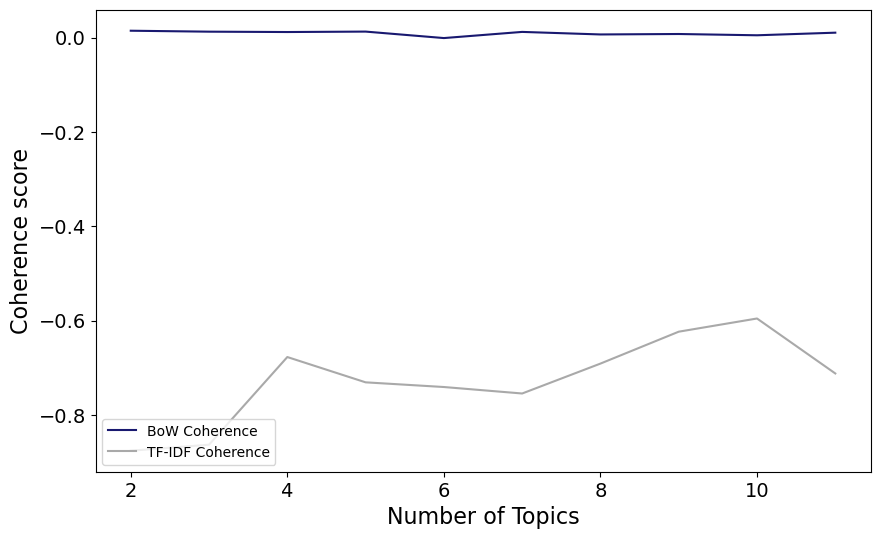 0.0
−0.2
−0.4
−0.6
−0.8
Coherence score
BoW Coherence
TF-IDF Coherence
2 4 6 8 10
Number of Topics